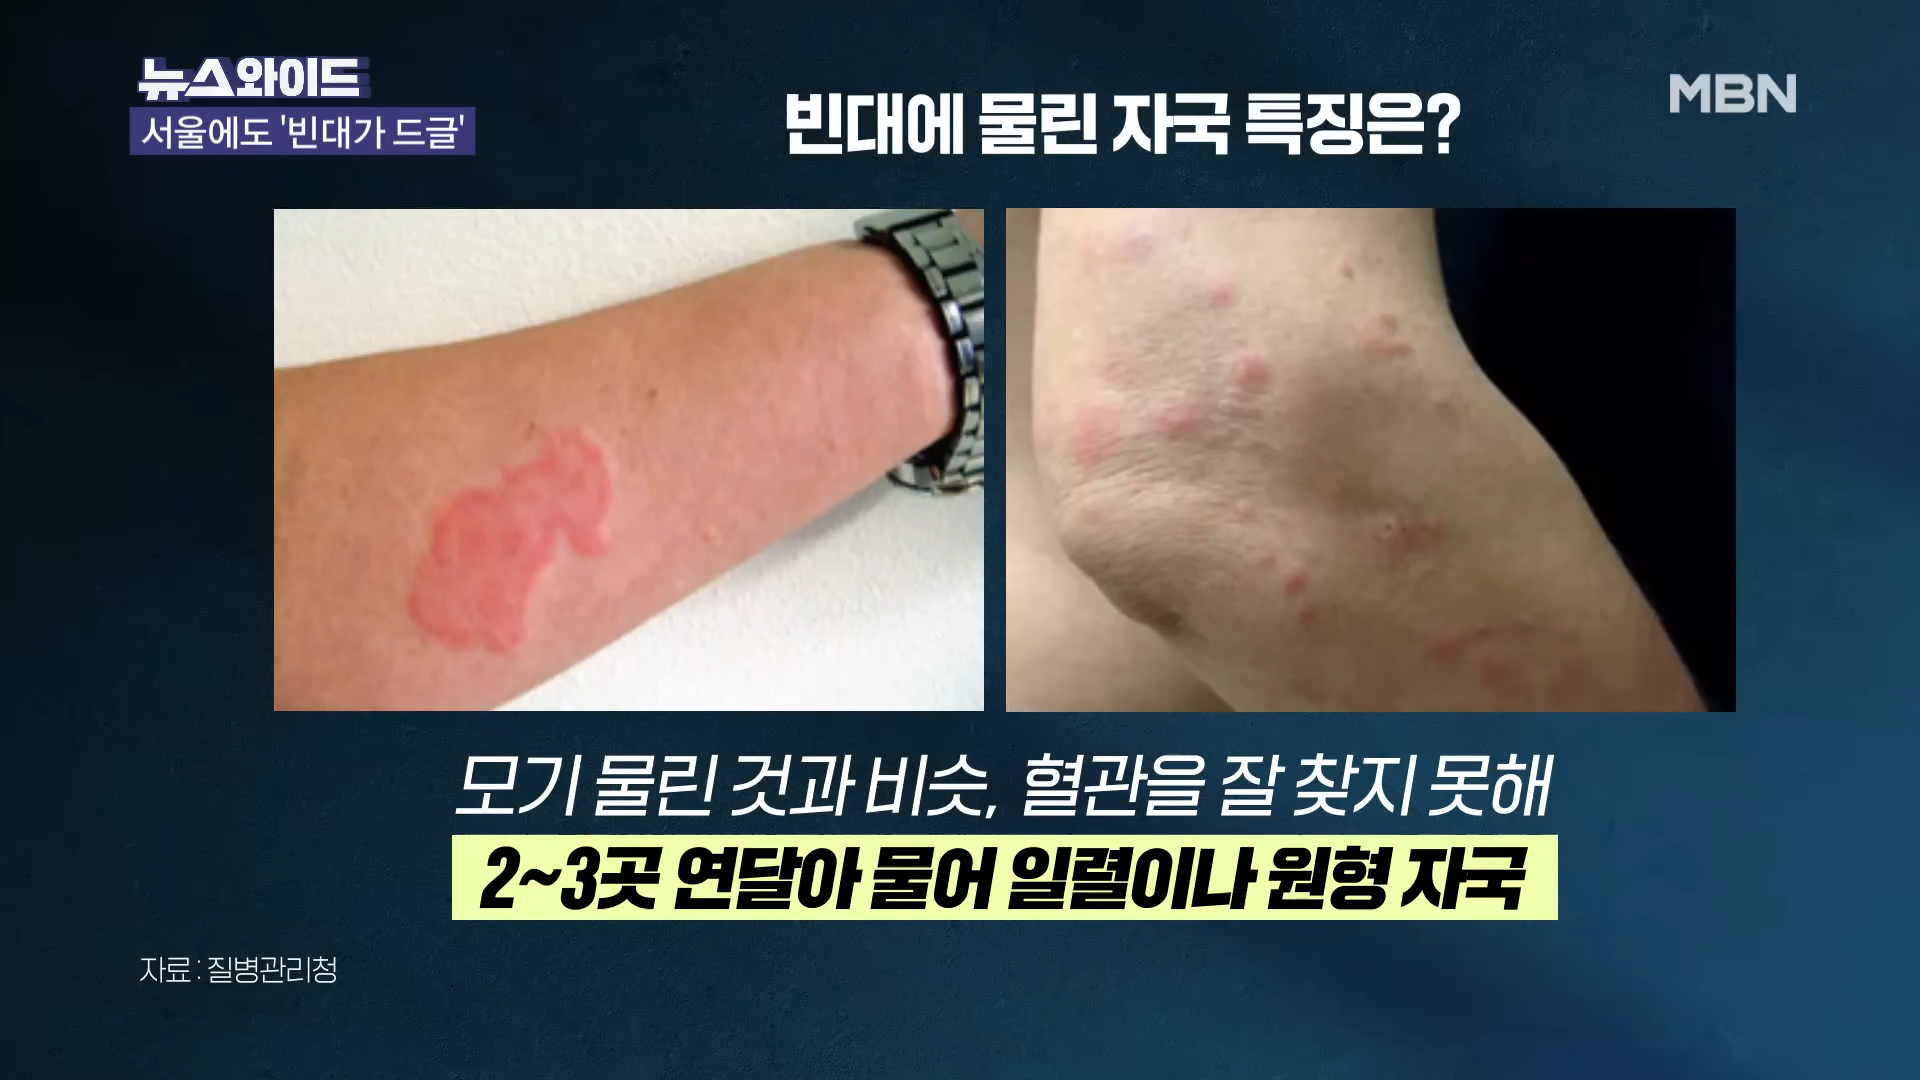 뉴스와이드
서울에도 '빈대가 드글'
빈대에 물린 자국 특징은?
MBN
모기 물린 것과 비슷, 혈관을 잘 찾지 못해
2~3곳 연달아 물어 일렬이나 원형 자국
자료 : 질병관리청